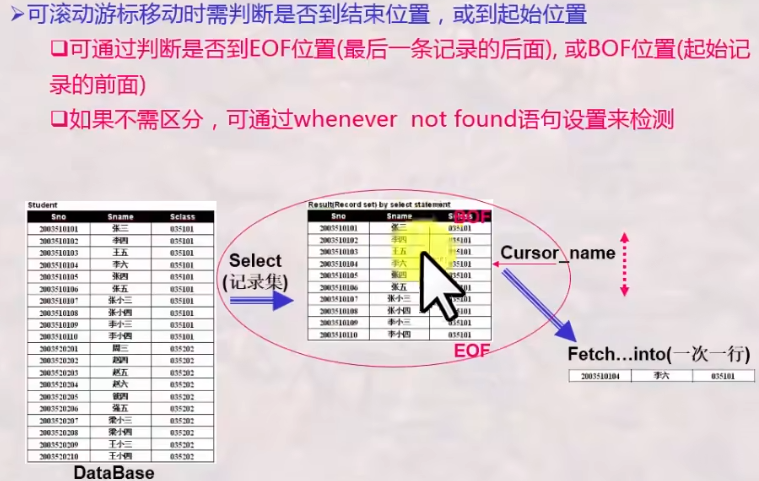 ➢可滚动游标移动时需判断是否到结束位置，或到起始位置
❑可通过判断是否到EOF位置(最后一条记录的后面), 或BOF位置(起始记
录的前面)
❑如果不需区分，可通过whenever not found语句设置来检测
Student
Sno Sname Sclass
2003510101 张三 035101
2003510102 李四 035101
2003510103 王五 035101
2003510104 李六 035101
2003510105 张四 035101
2003510106 张五 035101
2003510107 张小三 035101
2003510108 张小四 035101
2003510109 李小三 035101
2003510110 李小四 035101
2003520201 周三 035202
2003520202 赵四 035202
2003520203 赵五 035202
2003520204 赵六 035202
2003520205 035202
2003520206 035202
2003520207 梁小三 035202
2003520208 梁小四 035202
2003520209 王小三 035202
2003520210 王小四 035202
DataBase
Select
(记录集)
Result(Record set) by select statement
Sno Sname Sclass
BOF
2003510101 张三 035101
2003510102 李四 035101
2003510103 王五 035101
2003510104 李六 035101
2003510105 张四 035101
2003510106 张五 035101
2003510107 张小三 035101
2003510108 张小四 035101
2003510109 李小三 035101
2003510110 李小四 035101
EOF
Cursor_name
Fetch...into(一次一行)
2003510104 李六 035101